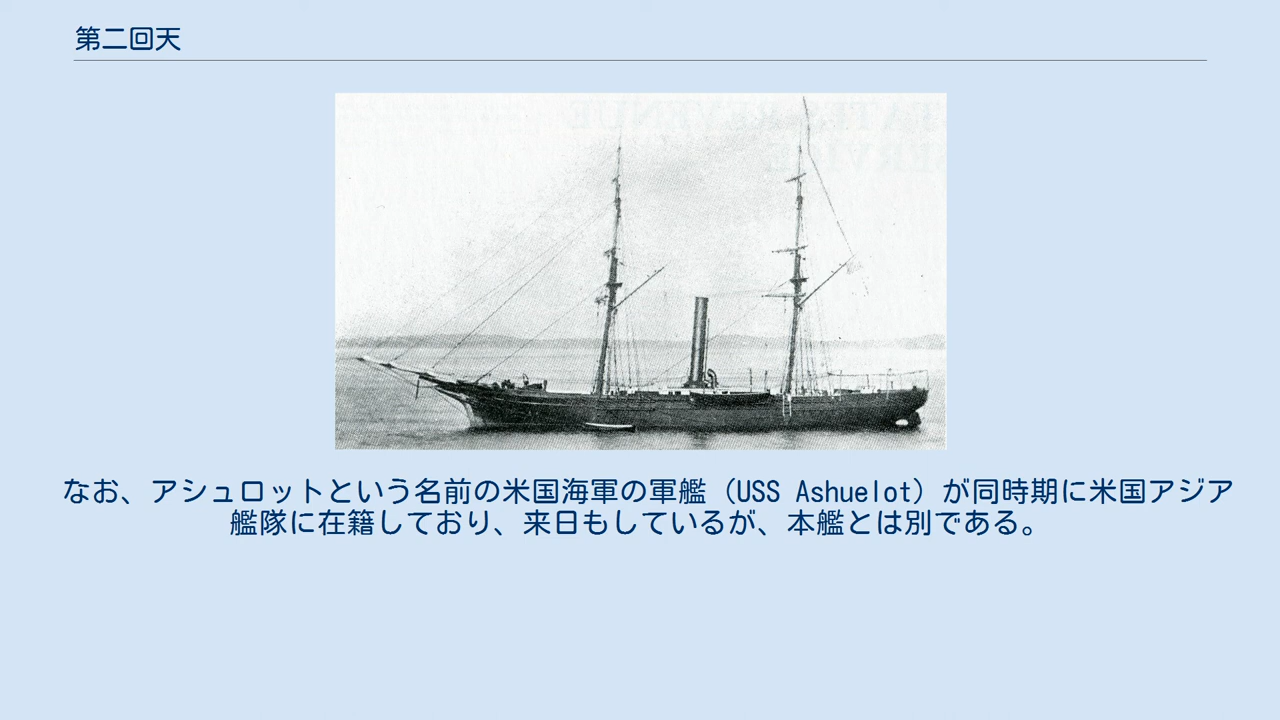 第二回天
TATES REVENUE
SERVICE
なお、アシュロットという名前の米国海軍の軍艦（USS Ashuelot）が同時期に米国アジア
艦隊に在籍しており、来日もしているが、本艦とは別である。